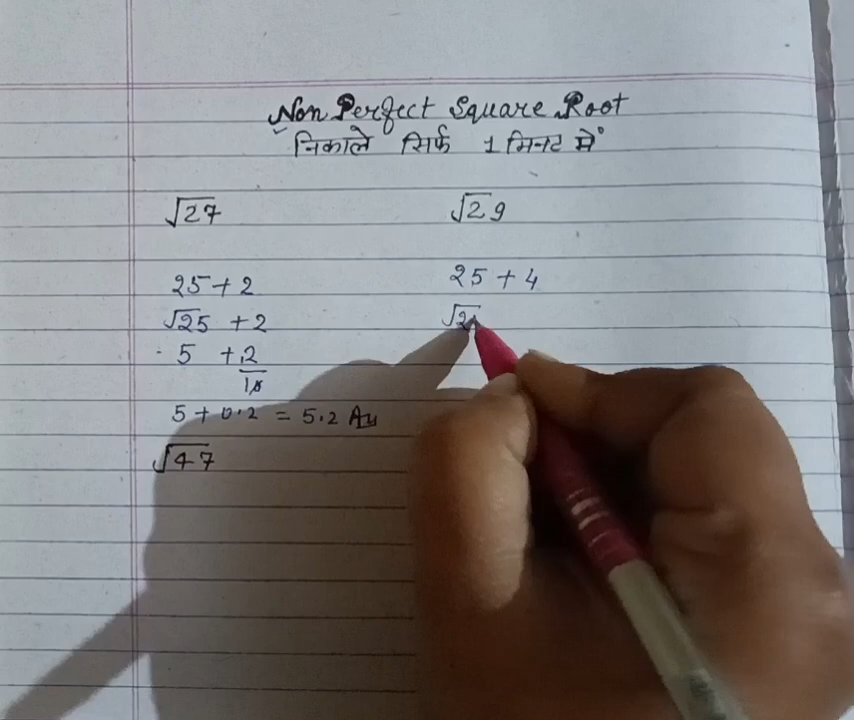 Non Perfect Square Root
निकाले सिर्फ 1 मिनट में
√27
25 + 2
√25 + 2
5 + 2/10
5 + 0.2 = 5.2
√47
√29
25 + 4
√2